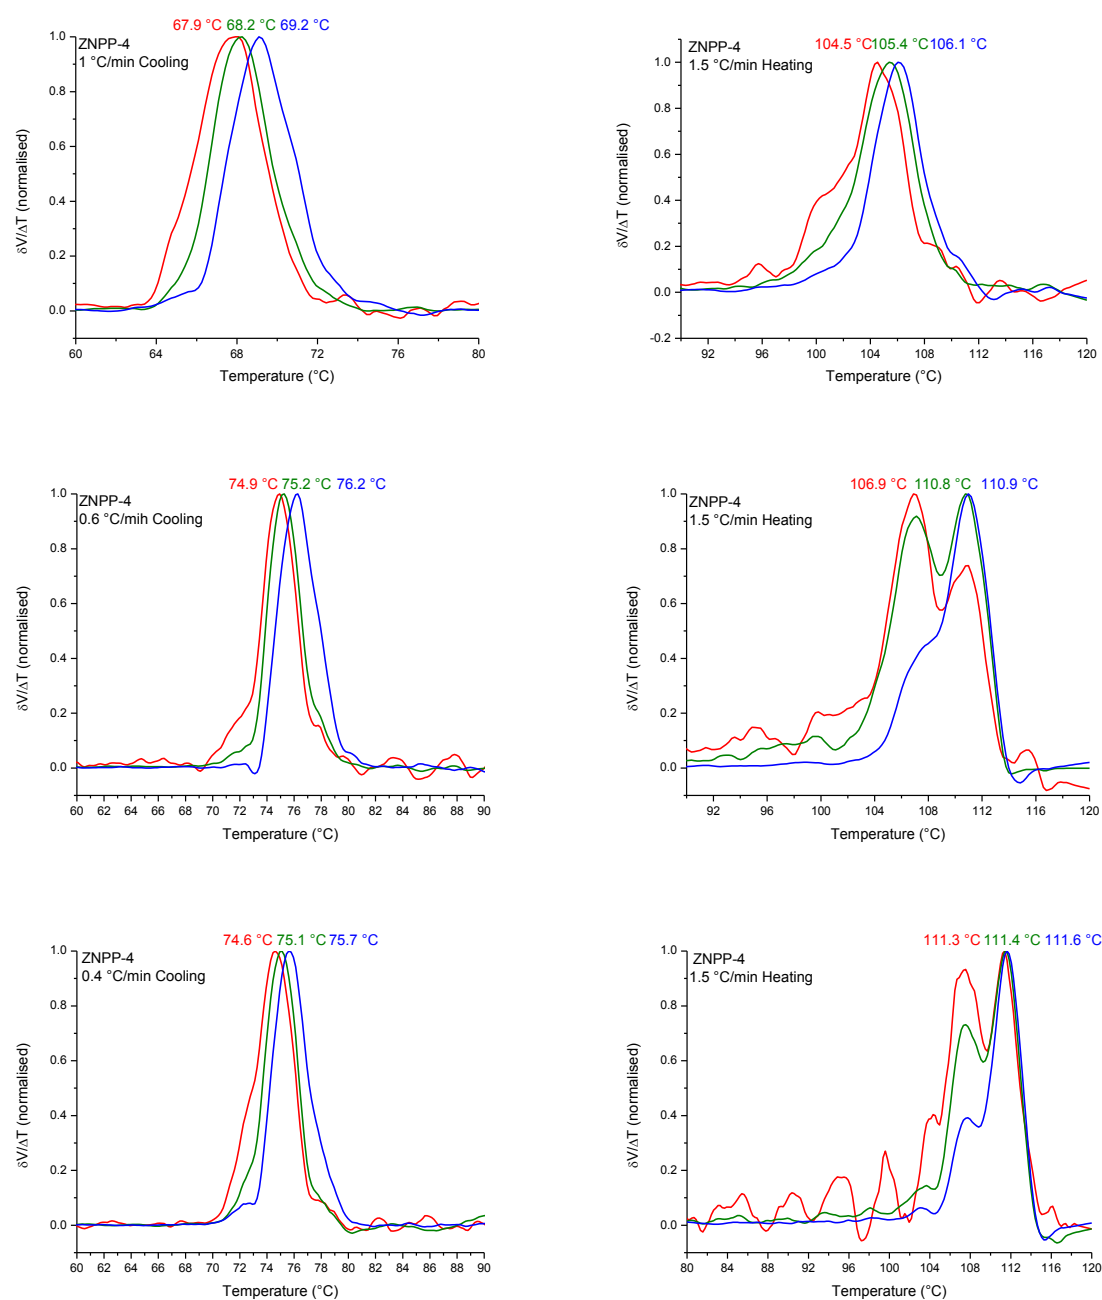 67.9 °C 68.2 °C 69.2 °C
ZNPP-4
1 °C/min Cooling
1.0
0.8
0.6
0.4
0.2
0.0
δV/ΔT (normalised)
60 64 68 72 76 80
Temperature (°C)
104.5 °C 105.4 °C 106.1 °C
ZNPP-4
1.5 °C/min Heating
1.0
0.8
0.6
0.4
0.2
0.0
-0.2
δV/ΔT (normalised)
92 96 100 104 108 112 116 120
Temperature (°C)
74.9 °C 75.2 °C 76.2 °C
ZNPP-4
0.6 °C/mih Cooling
1.0
0.8
0.6
0.4
0.2
0.0
δV/ΔT (normalised)
60 62 64 66 68 70 72 74 76 78 80 82 84 86 88 90
Temperature (°C)
106.9 °C 110.8 °C 110.9 °C
ZNPP-4
1.5 °C/min Heating
1.0
0.8
0.6
0.4
0.2
0.0
δV/ΔT (normalised)
92 96 100 104 108 112 116 120
Temperature (°C)
74.6 °C 75.1 °C 75.7 °C
ZNPP-4
0.4 °C/min Cooling
1.0
0.8
0.6
0.4
0.2
0.0
δV/ΔT (normalised)
60 62 64 66 68 70 72 74 76 78 80 82 84 86 88 90
Temperature (°C)
111.3 °C 111.4 °C 111.6 °C
ZNPP-4
1.5 °C/min Heating
1.0
0.8
0.6
0.4
0.2
0.0
δV/ΔT (normalised)
80 84 88 92 96 100 104 108 112 116 120
Temperature (°C)